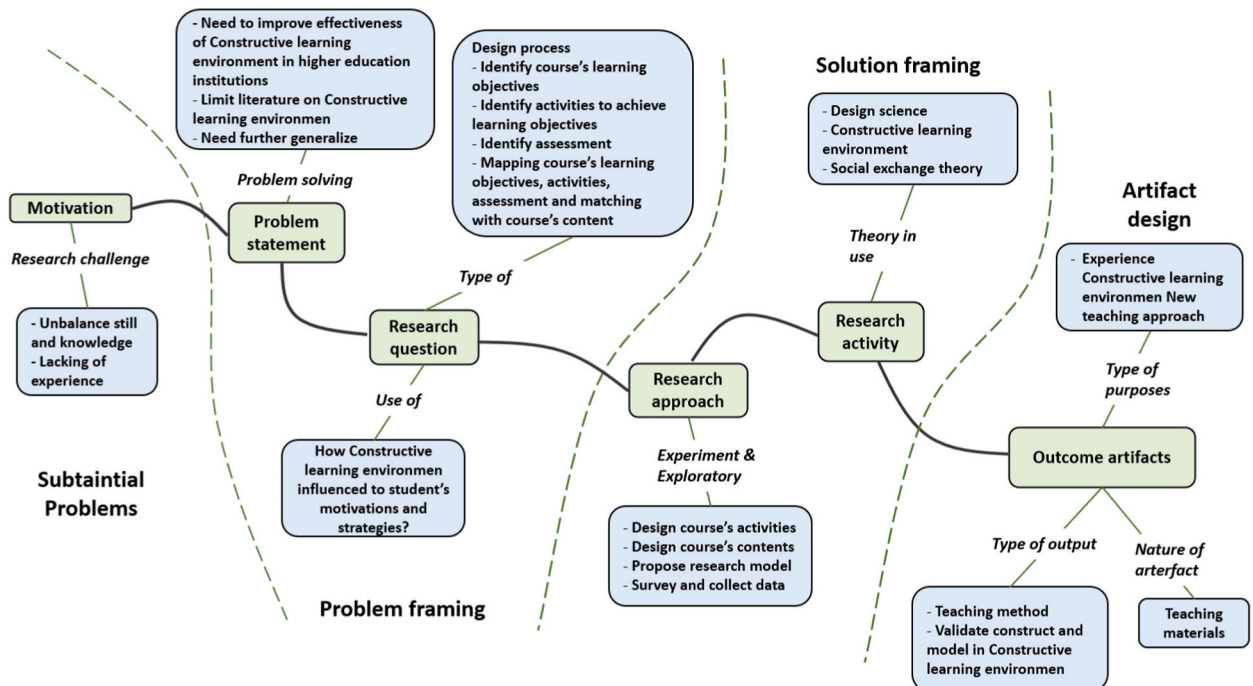 - Need to improve effectiveness
of Constructive learning
environment in higher education
institutions
- Limit literature on Constructive
learning environmen
- Need further generalize
Problem solving
Motivation
Problem
statement
Research challenge
- Unbalance still
and knowledge
- Lacking of
experience
Subtaintial
Problems
Design process
- Identify course's learning
objectives
- Identify activities to achieve
learning objectives
- Identify assessment
- Mapping course's learning
objectives, activities,
assessment and matching
with course's content
Type of
Research
question
Use of
How Constructive
learning environmen
influenced to student's
motivations and
strategies?
Problem framing
Research
approach
Experiment &
Exploratory
- Design course's activities
- Design course's contents
- Propose research model
- Survey and collect data
Solution framing
- Design science
- Constructive learning
environment
- Social exchange theory
Theory in
use
Research
activity
Artifact
design
- Experience
Constructive learning
environmen New
teaching approach
Type of
purposes
Outcome artifacts
Type of output
Nature of
arterfact
- Teaching method
- Validate construct and
model in Constructive
learning environmen
Teaching
materials